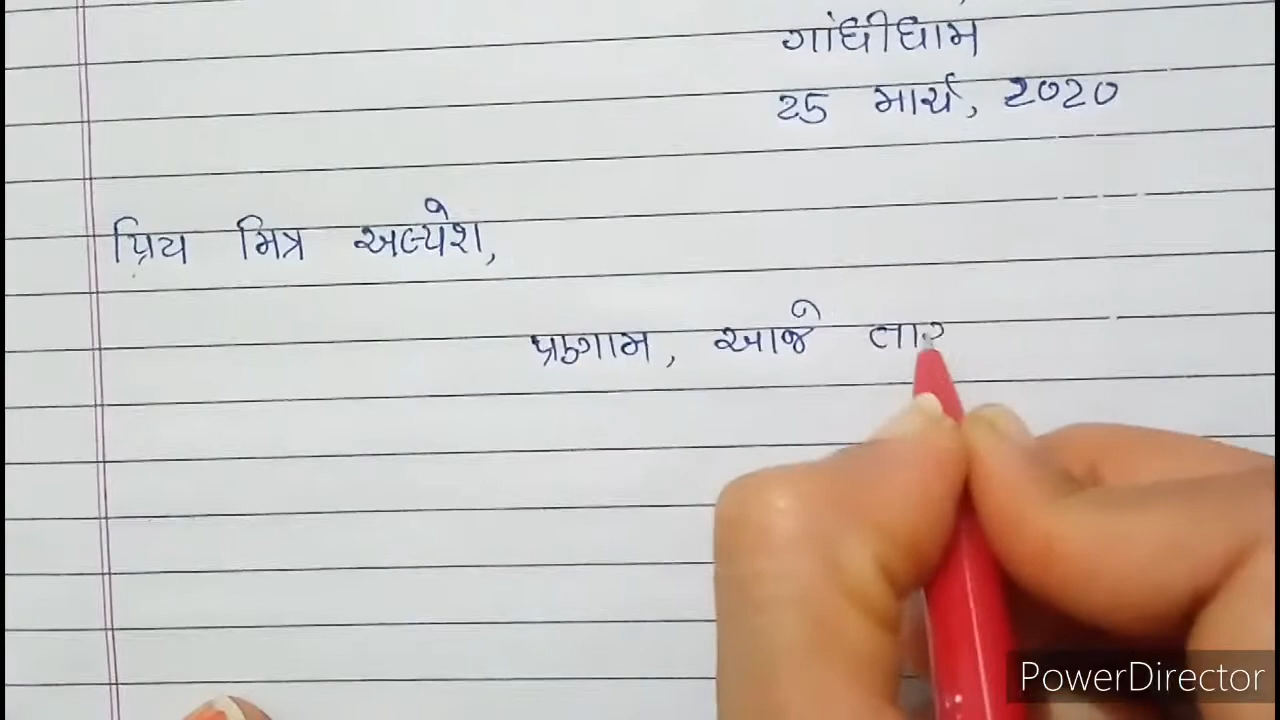 ગાંધીધામ
૨૫ માર્ચ, ૨૦૨૦
પ્રિય મિત્ર અલ્પેશ,
પ્રણામ, આજે તાર
PowerDirector